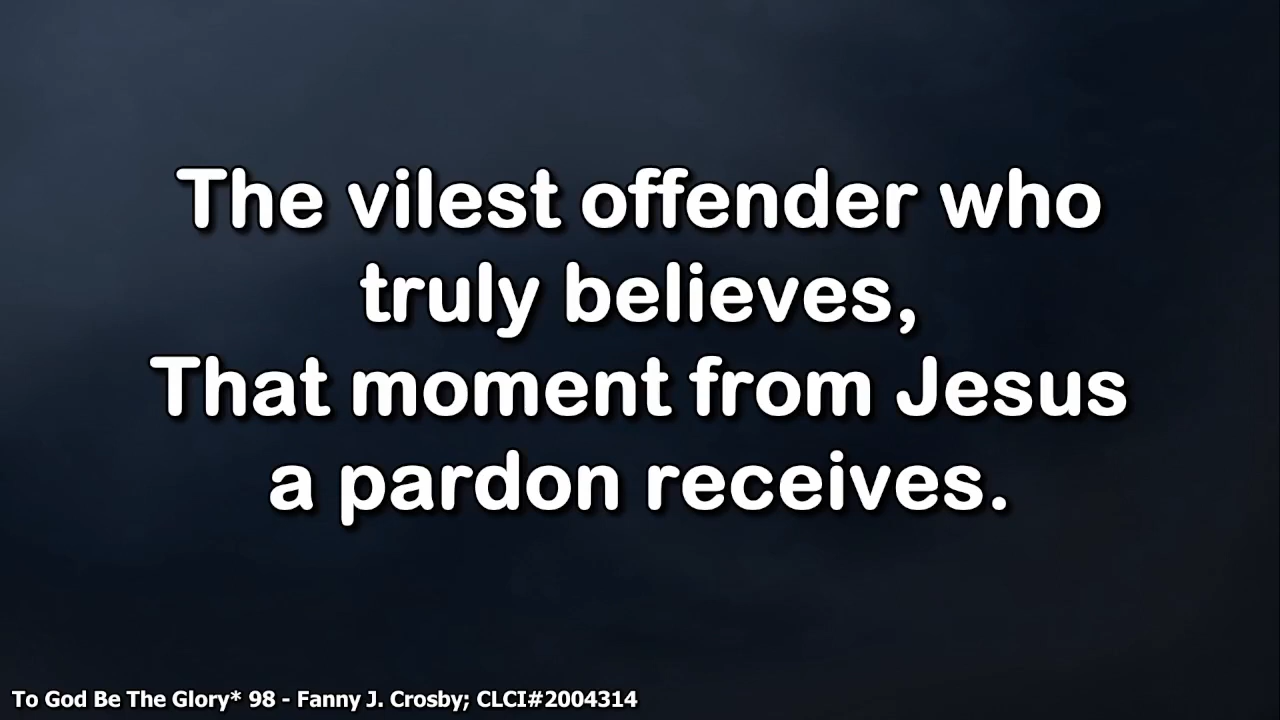 The vilest offender who
truly believes,
That moment from Jesus
a pardon receives.
To God Be The Glory* 98 - Fanny J. Crosby; CLCI#2004314